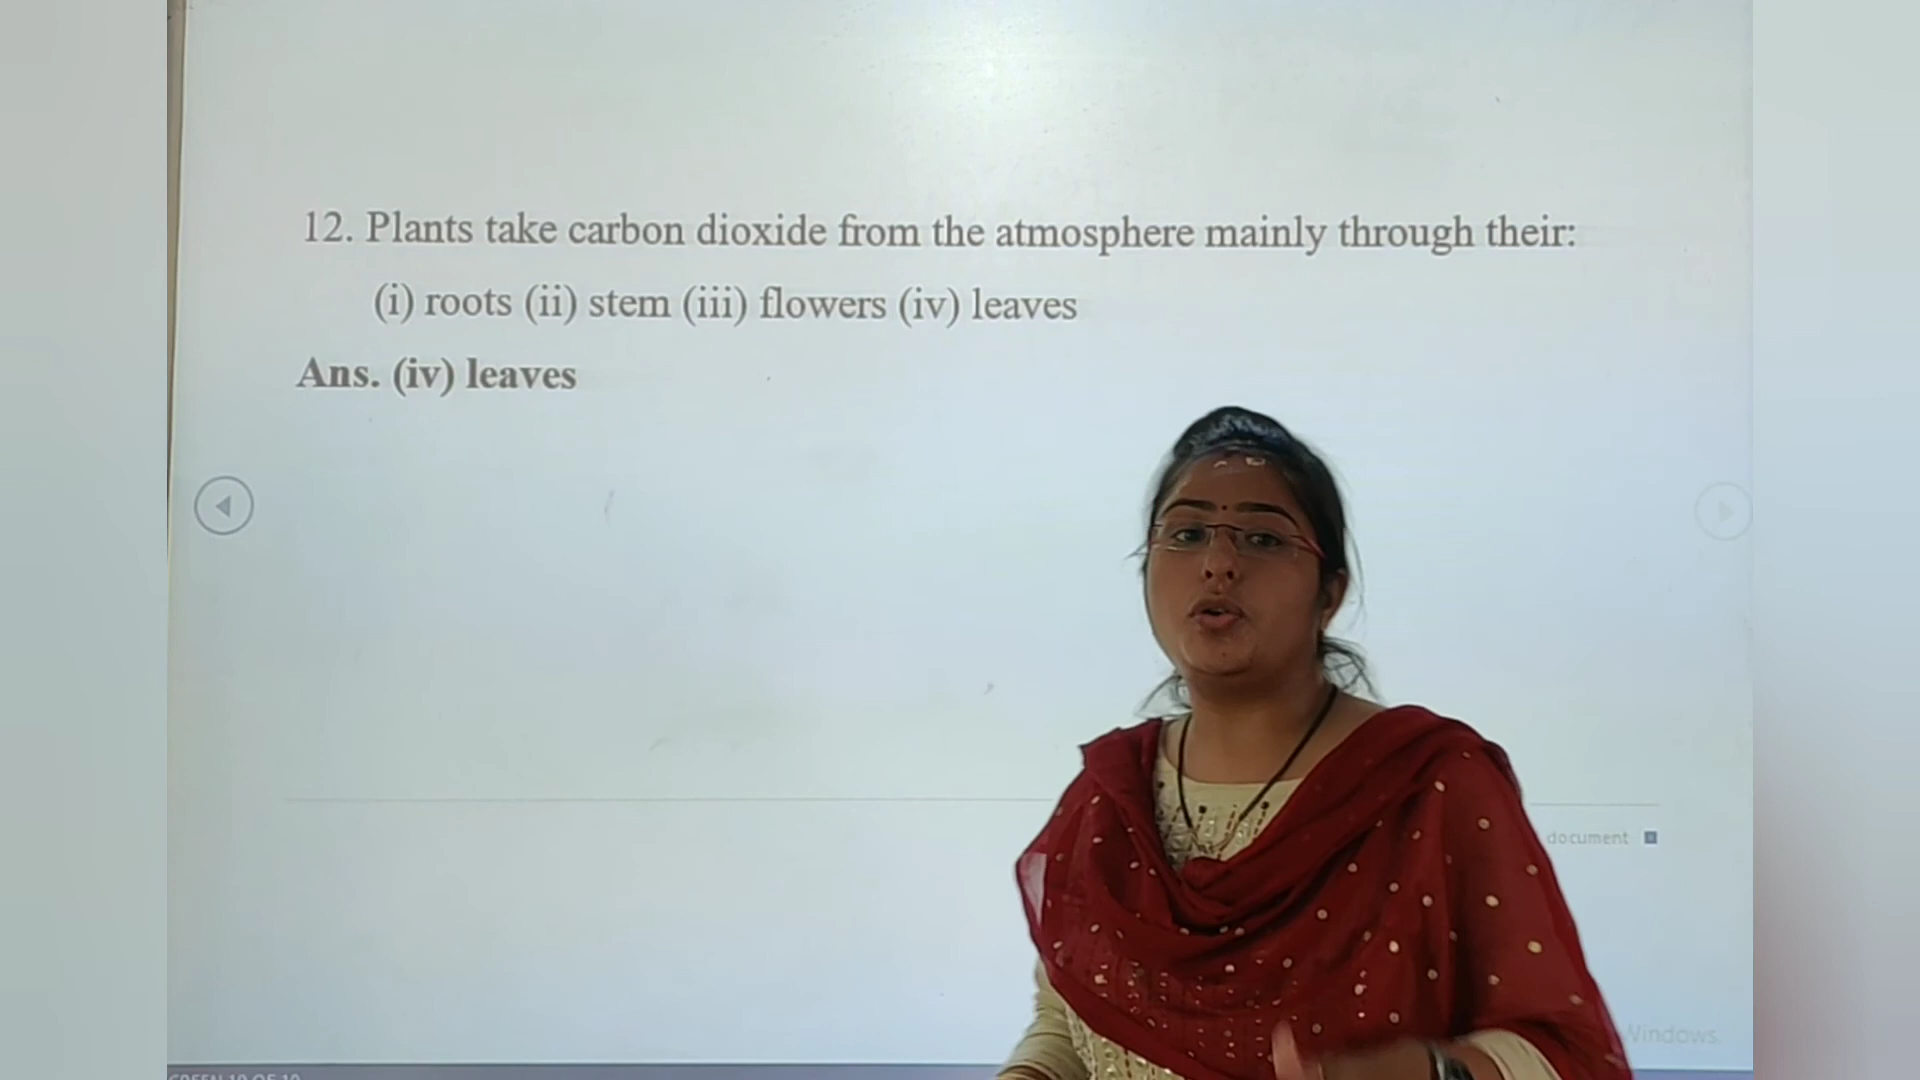 12. Plants take carbon dioxide from the atmosphere mainly through their:
(i) roots (ii) stem (iii) flowers (iv) leaves
Ans. (iv) leaves
document
Windows.